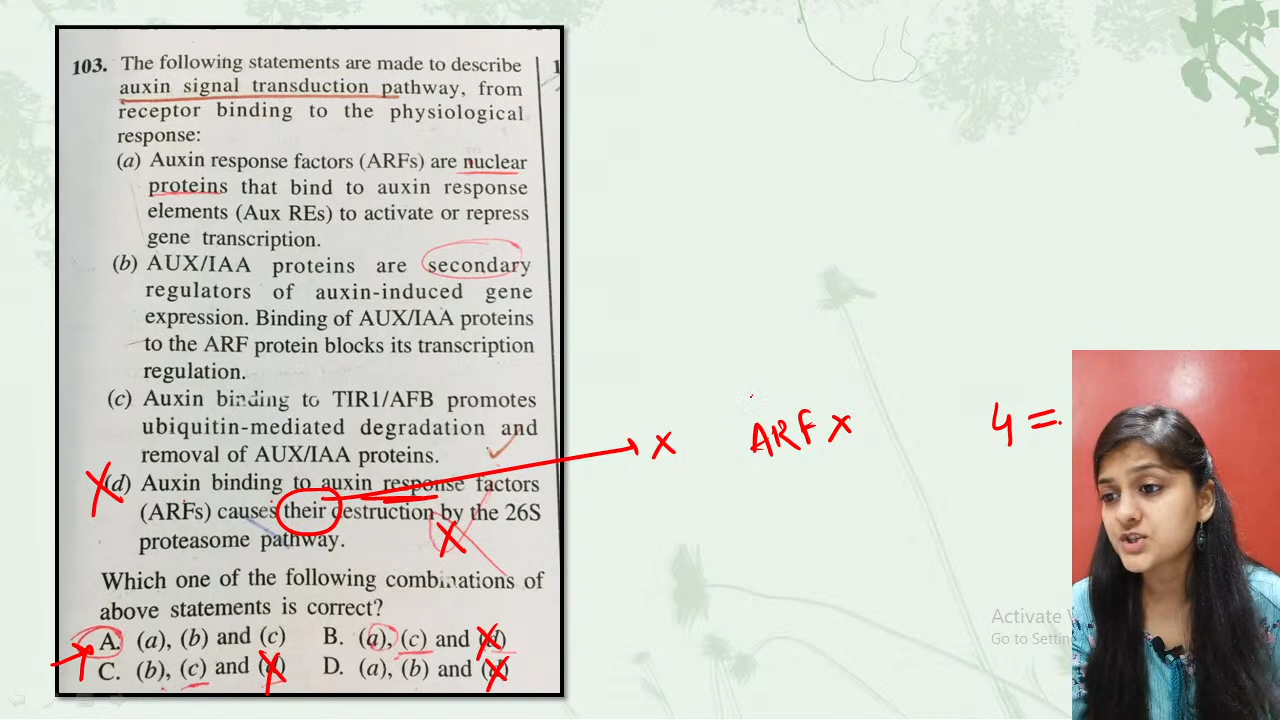 103. The following statements are made to describe
auxin signal transduction pathway, from
receptor binding to the physiological
response:
(a) Auxin response factors (ARFs) are nuclear
proteins that bind to auxin response
elements (Aux REs) to activate or repress
gene transcription.
(b) AUX/IAA proteins are secondary
regulators of auxin-induced gene
expression. Binding of AUX/IAA proteins
to the ARF protein blocks its transcription
regulation.
(c) Auxin binding to TIR1/AFB promotes
ubiquitin-mediated degradation and
removal of AUX/IAA proteins.
(d) Auxin binding to auxin response factors
(ARFs) causes their destruction by the 26S
proteasome pathway.
Which one of the following combinations of
above statements is correct?
A. (a), (b) and (c) B. (a), (c) and (d)
C. (b), (c) and (d) D. (a), (b) and (d)
x ARF x 4 =
Activate
Go to Settin